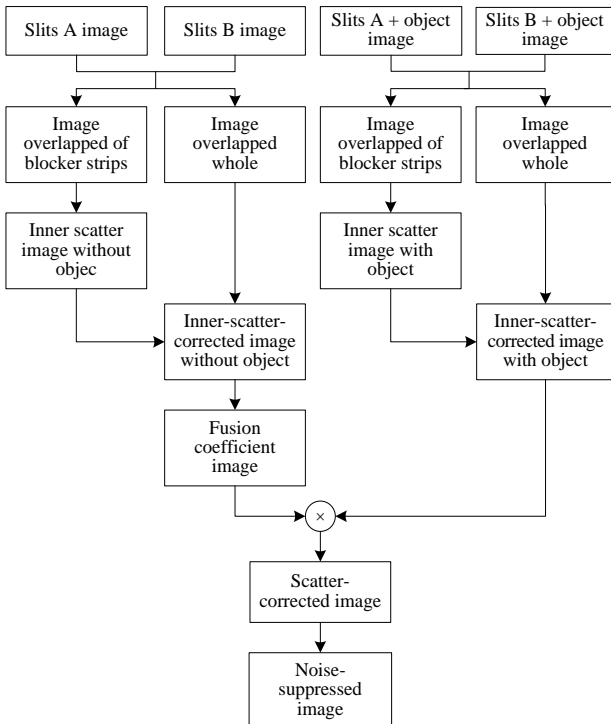 Slits A image
Slits B image
Slits A + object
image
Slits B + object
image
Image
overlapped of
blocker strips
Image
overlapped
whole
Image
overlapped of
blocker strips
Image
overlapped
whole
Inner scatter
image without
objec
Inner scatter
image with
object
Inner-scatter-
corrected image
without object
Inner-scatter-
corrected image
with object
Fusion
coefficient
image
×
Scatter-
corrected image
Noise-
suppressed
image